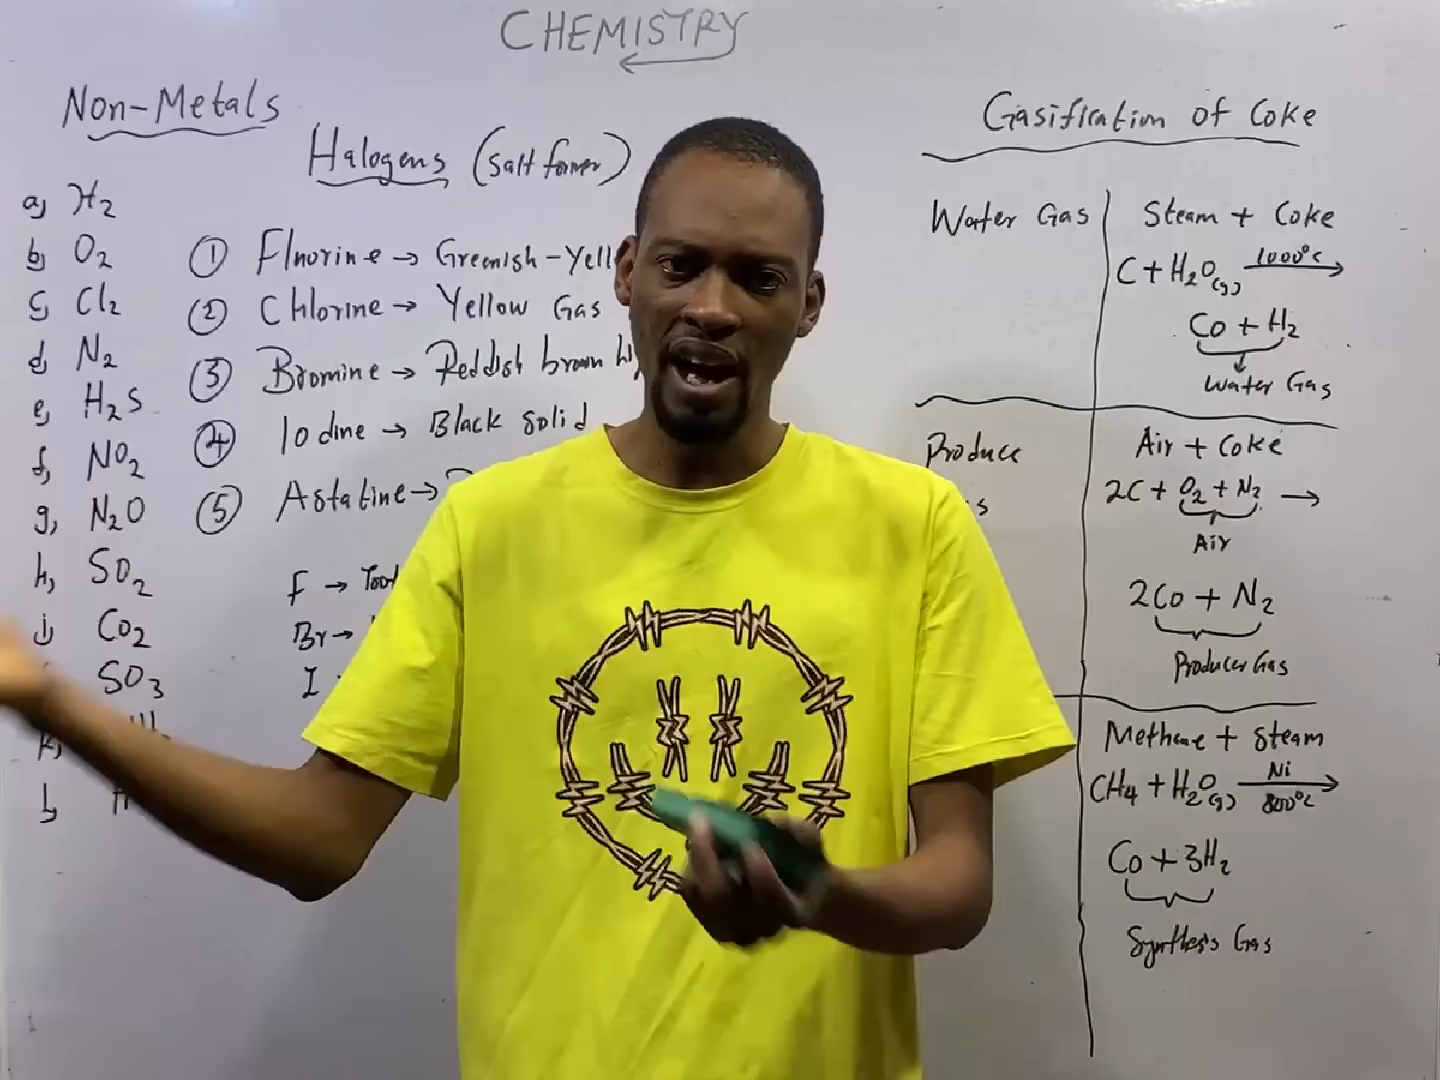 CHEMISTRY
Non-Metals
a, H2
b, O2
c, Cl2
d, N2
e, H2S
f, NO2
g, N2O
h, SO2
i, CO2
SO3
k,
l,
Halogens (Salt former)
1 Fluorine → Greenish-Yell
2 Chlorine → Yellow Gas
3 Bromine → Reddish brown
4 Iodine → Black Solid
5 Astatine →
F →
Br →
I
Gasification of Coke
Water Gas
Steam + Coke
C + H2O(g) 1000°C →
Co + H2
Water Gas
Produce
s
Air + Coke
2C + O2 + N2 →
Air
2Co + N2
Producer Gas
Methane + Steam
CH4 + H2O(g) Ni 800°C →
Co + 3H2
Synthesis Gas